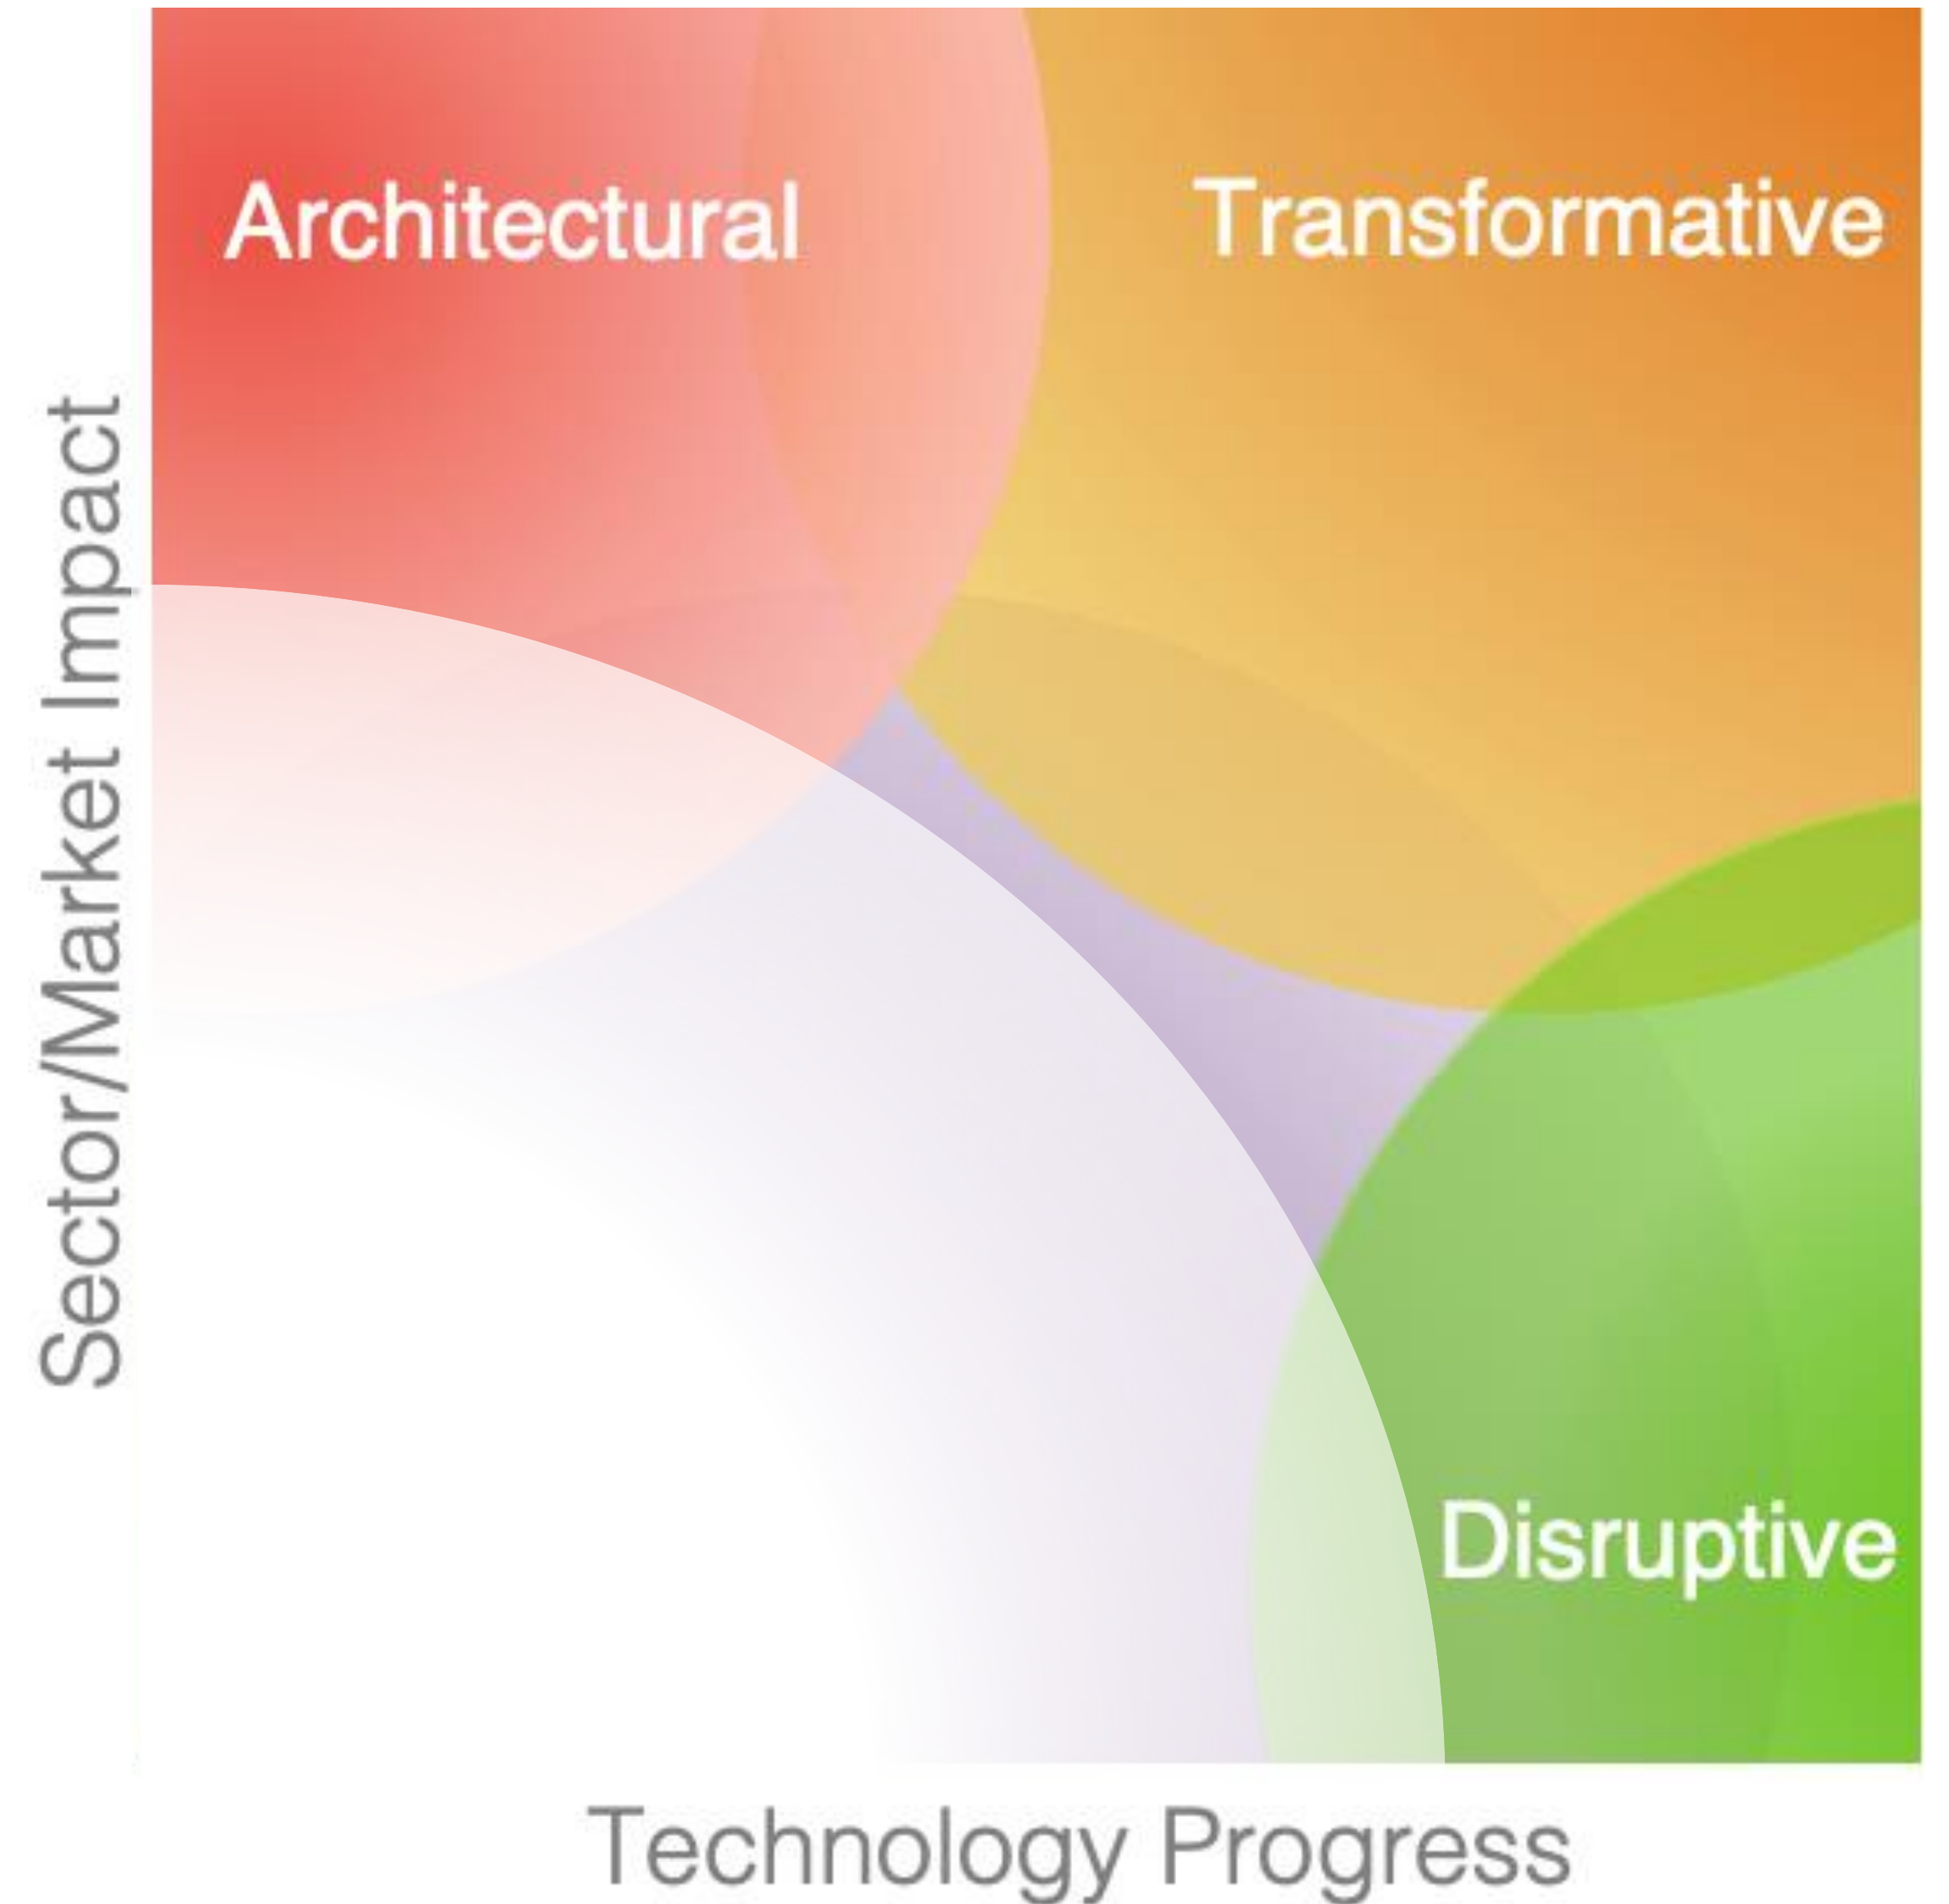 Architectural
Transformative
Sector/Market Impact
Disruptive
Technology Progress